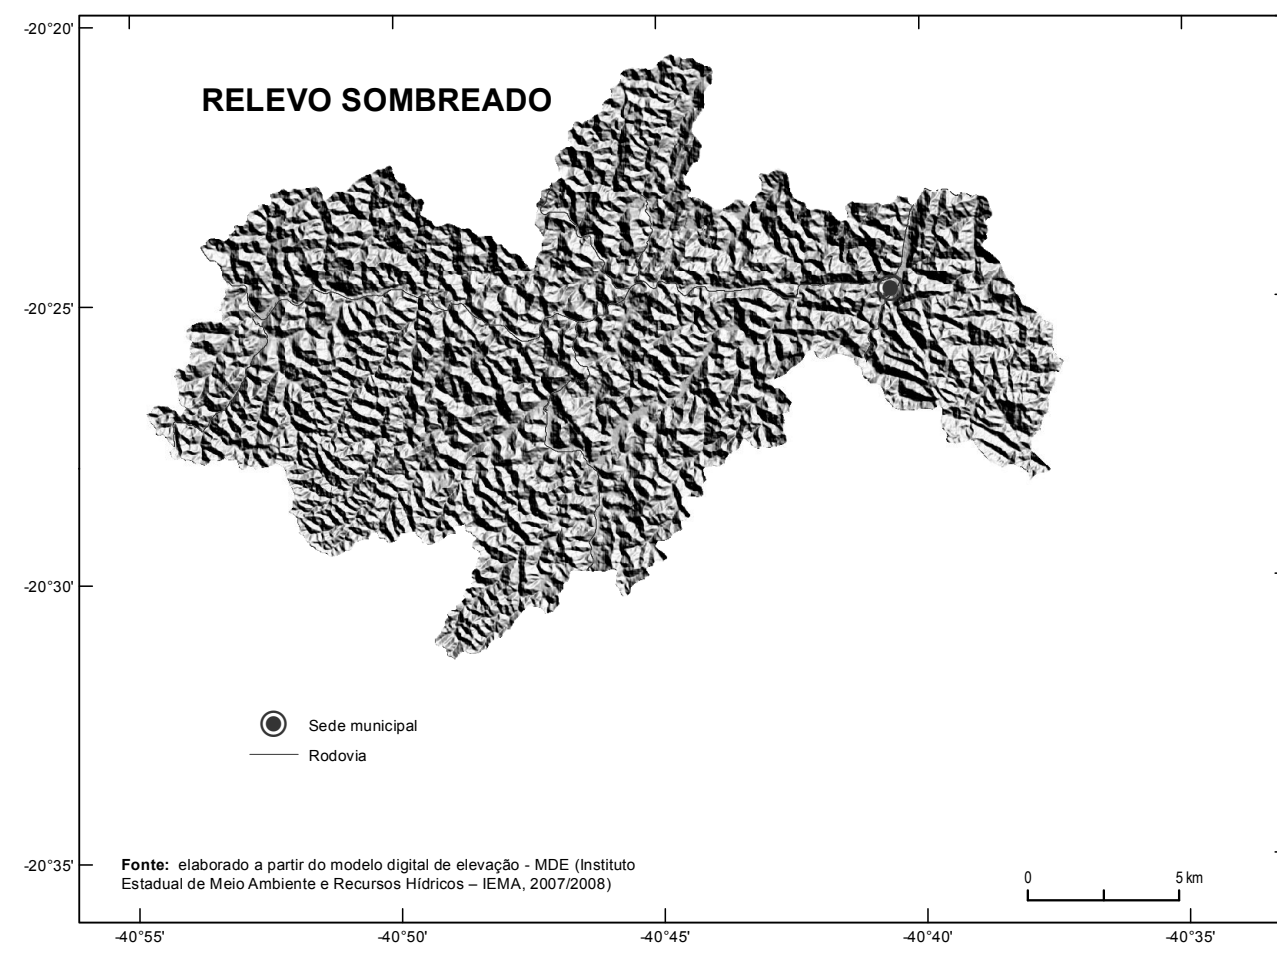 -20°20'
RELEVO SOMBREADO
-20°25'
-20°30'
Sede municipal
Rodovia
-20°35'
Fonte: elaborado a partir do modelo digital de elevação - MDE (Instituto
Estadual de Meio Ambiente e Recursos Hídricos – IEMA, 2007/2008)
0 5 km
-40°55' -40°50' -40°45' -40°40' -40°35'